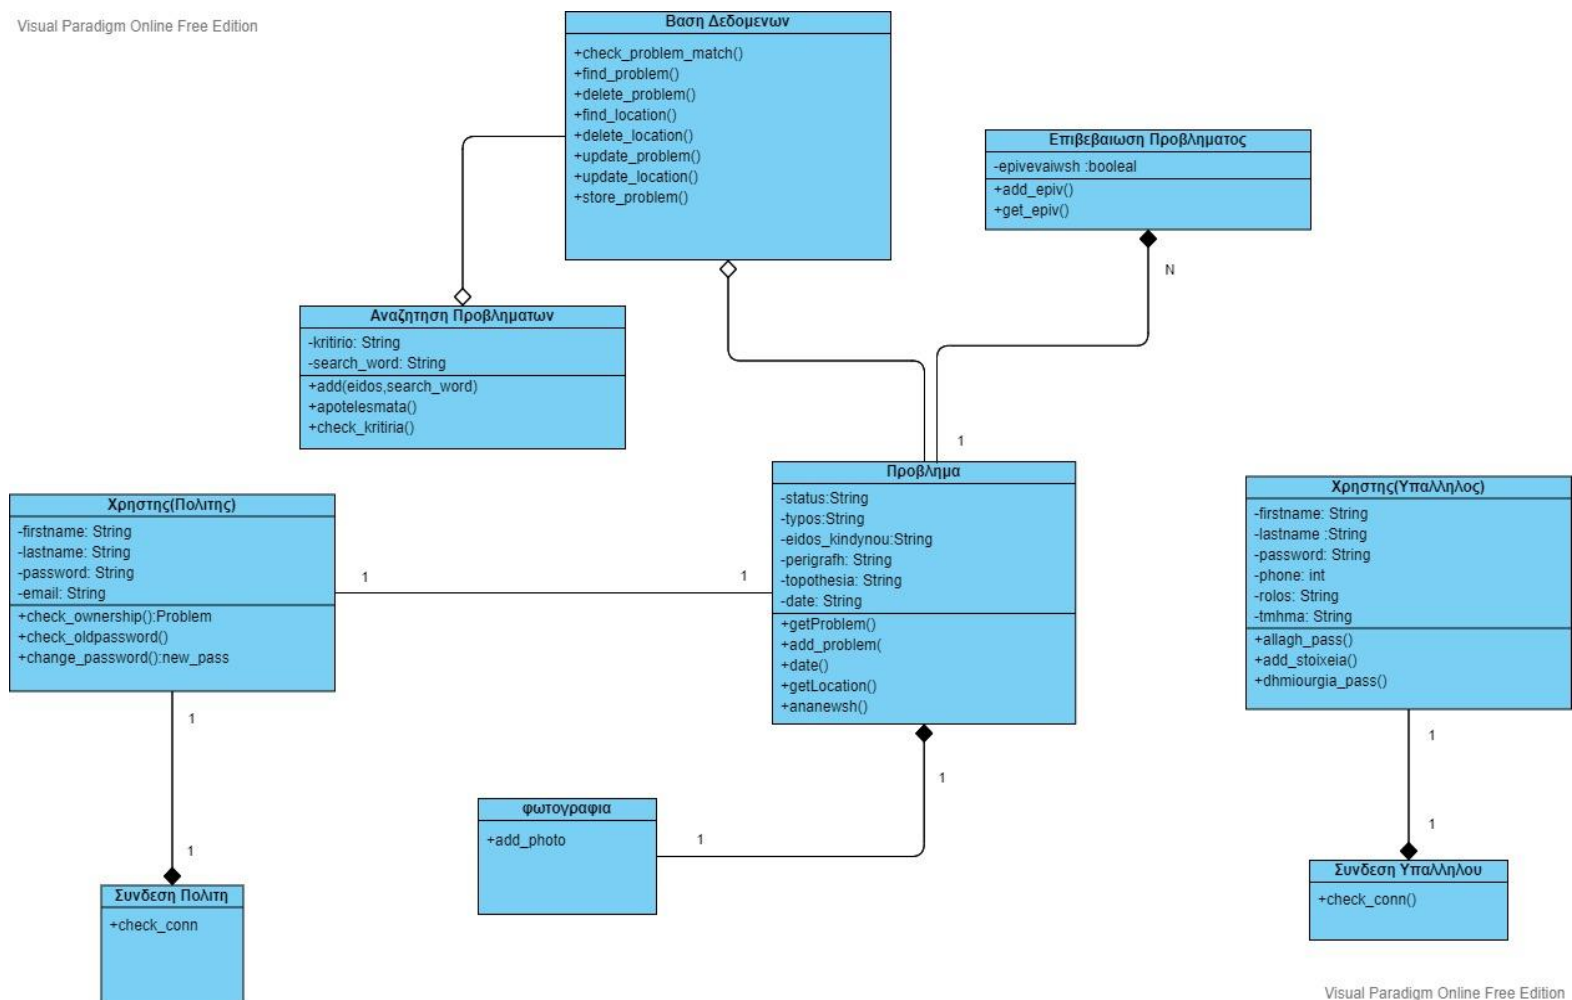 Visual Paradigm Online Free Edition
Βαση Δεδομενων
+check_problem_match()
+find_problem()
+delete_problem()
+find_location()
+delete_location()
+update_problem()
+update_location()
+store_problem()
Επιβεβαιωση Προβληματος
-epivevaiwsh :booleal
+add_epiv()
+get_epiv()
N
Αναζητηση Προβληματων
-kritirio: String
-search_word: String
+add(eidos,search_word)
+apotelesmata()
+check_kritiria()
1
Χρηστης(Πολιτης)
-firstname: String
-lastname: String
-password: String
-email: String
+check_ownership():Problem
+check_oldpassword()
+change_password():new_pass
1
1
Προβλημα
-status:String
-typos:String
-eidos_kindynou:String
-perigrafh: String
-topothesia: String
-date: String
+getProblem()
+add_problem(
+date()
+getLocation()
+ananewsh()
Χρηστης(Υπαλληλος)
-firstname: String
-lastname :String
-password: String
-phone: int
-rolos: String
-tmhma: String
+allagh_pass()
+add_stoixeia()
+dhmiourgia_pass()
1
1
1
φωτογραφια
+add_photo
1
1
1
Συνδεση Πολιτη
+check_conn
Συνδεση Υπαλληλου
+check_conn()
Visual Paradigm Online Free Edition